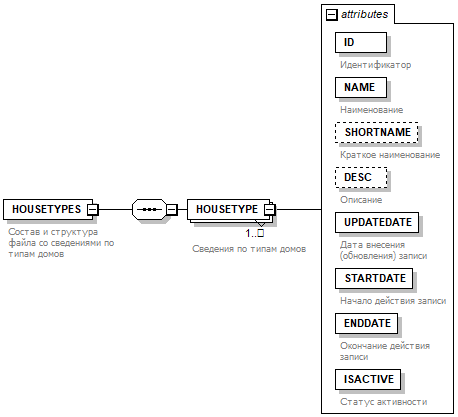 attributes
ID
Идентификатор
NAME
Наименование
SHORTNAME
Краткое наименование
DESC
Описание
HOUSETYPES
Состав и структура
файла со сведениями по
типам домов
HOUSETYPE
1..□
Сведения по типам домов
UPDATEDATE
Дата внесения
(обновления) записи
STARTDATE
Начало действия записи
ENDDATE
Окончание действия
записи
ISACTIVE
Статус активности